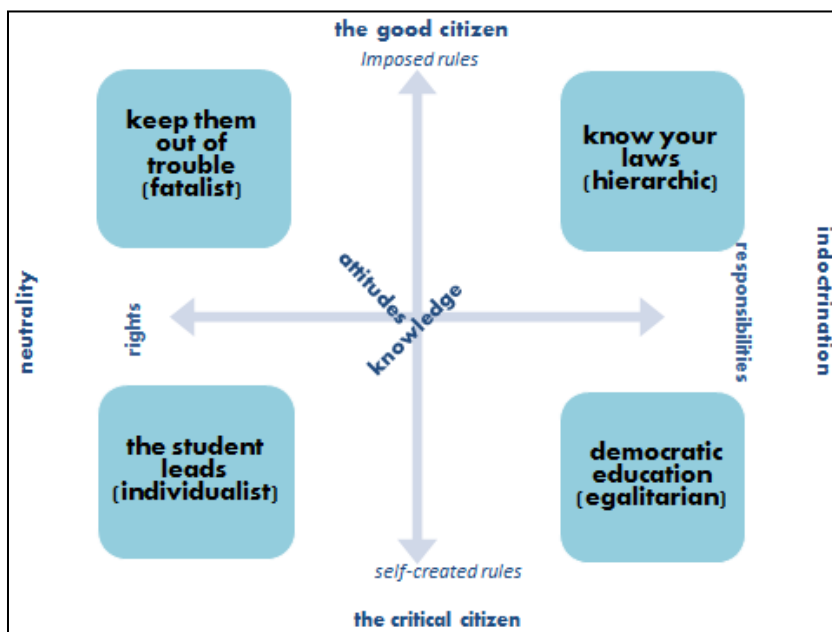 the good citizen
Imposed rules
keep them
out of
trouble
(fatalist)
know your
laws
(hierarchic)
neutrality
rights
attitudes
knowledge
responsibilities
indoctrination
the student
leads
(individualist)
democratic
education
(egalitarian)
self-created rules
the critical citizen